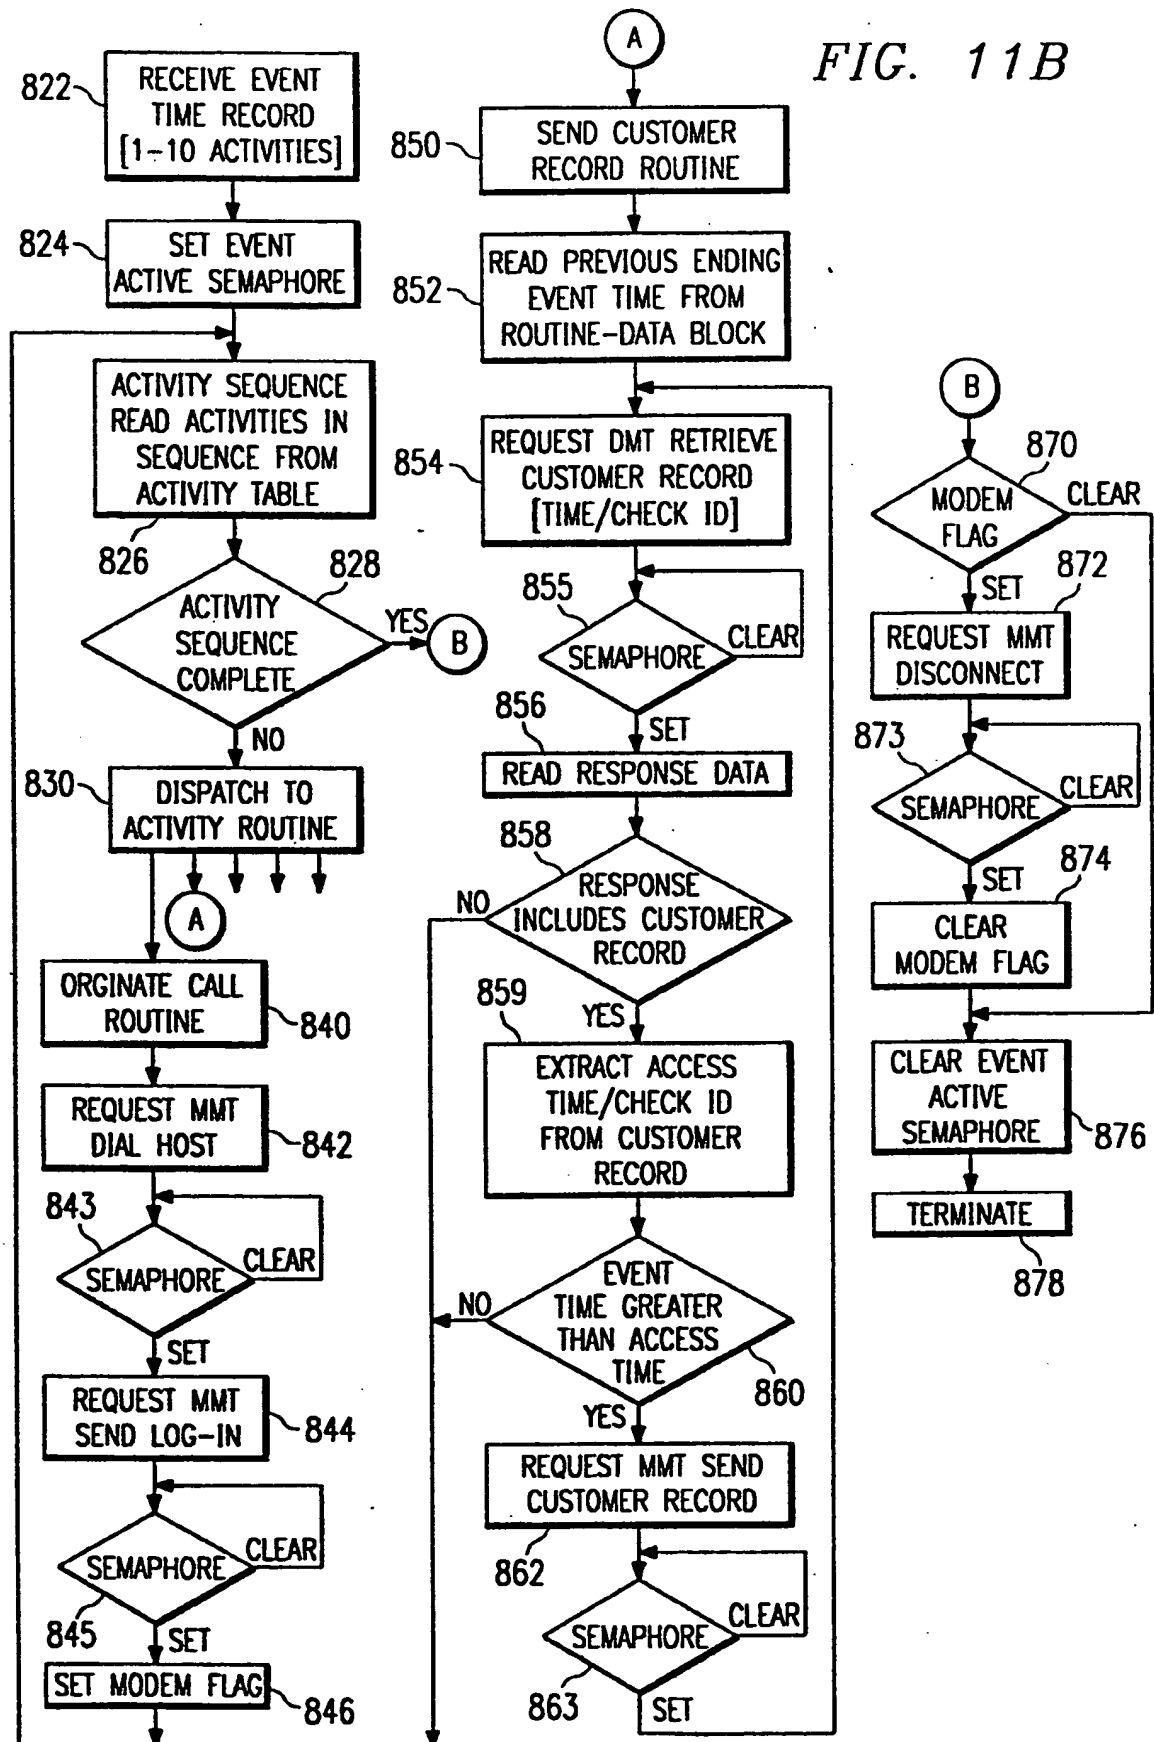 FIG. 11B
822
RECEIVE EVENT
TIME RECORD
[1-10 ACTIVITIES]
824
SET EVENT
ACTIVE SEMAPHORE
ACTIVITY SEQUENCE
READ ACTIVITIES IN
SEQUENCE FROM
ACTIVITY TABLE
826
828
ACTIVITY
SEQUENCE
COMPLETE
YES
B
NO
830
DISPATCH TO
ACTIVITY ROUTINE
A
ORGINATE CALL
ROUTINE
840
REQUEST MMT
DIAL HOST
842
843
SEMAPHORE
CLEAR
SET
REQUEST MMT
SEND LOG-IN
844
SEMAPHORE
CLEAR
845
SET
SET MODEM FLAG
846
A
850
SEND CUSTOMER
RECORD ROUTINE
852
READ PREVIOUS ENDING
EVENT TIME FROM
ROUTINE-DATA BLOCK
854
REQUEST DMT RETRIEVE
CUSTOMER RECORD
[TIME/CHECK ID]
855
SEMAPHORE
CLEAR
856
SET
READ RESPONSE DATA
858
RESPONSE
INCLUDES CUSTOMER
RECORD
NO
859
YES
EXTRACT ACCESS
TIME/CHECK ID
FROM CUSTOMER
RECORD
EVENT
TIME GREATER
THAN ACCESS
TIME
NO
860
YES
REQUEST MMT SEND
CUSTOMER RECORD
862
SEMAPHORE
CLEAR
863
SET
B
870
MODEM
FLAG
CLEAR
SET
872
REQUEST MMT
DISCONNECT
873
SEMAPHORE
CLEAR
SET
874
CLEAR
MODEM FLAG
CLEAR EVENT
ACTIVE
SEMAPHORE
876
TERMINATE
878